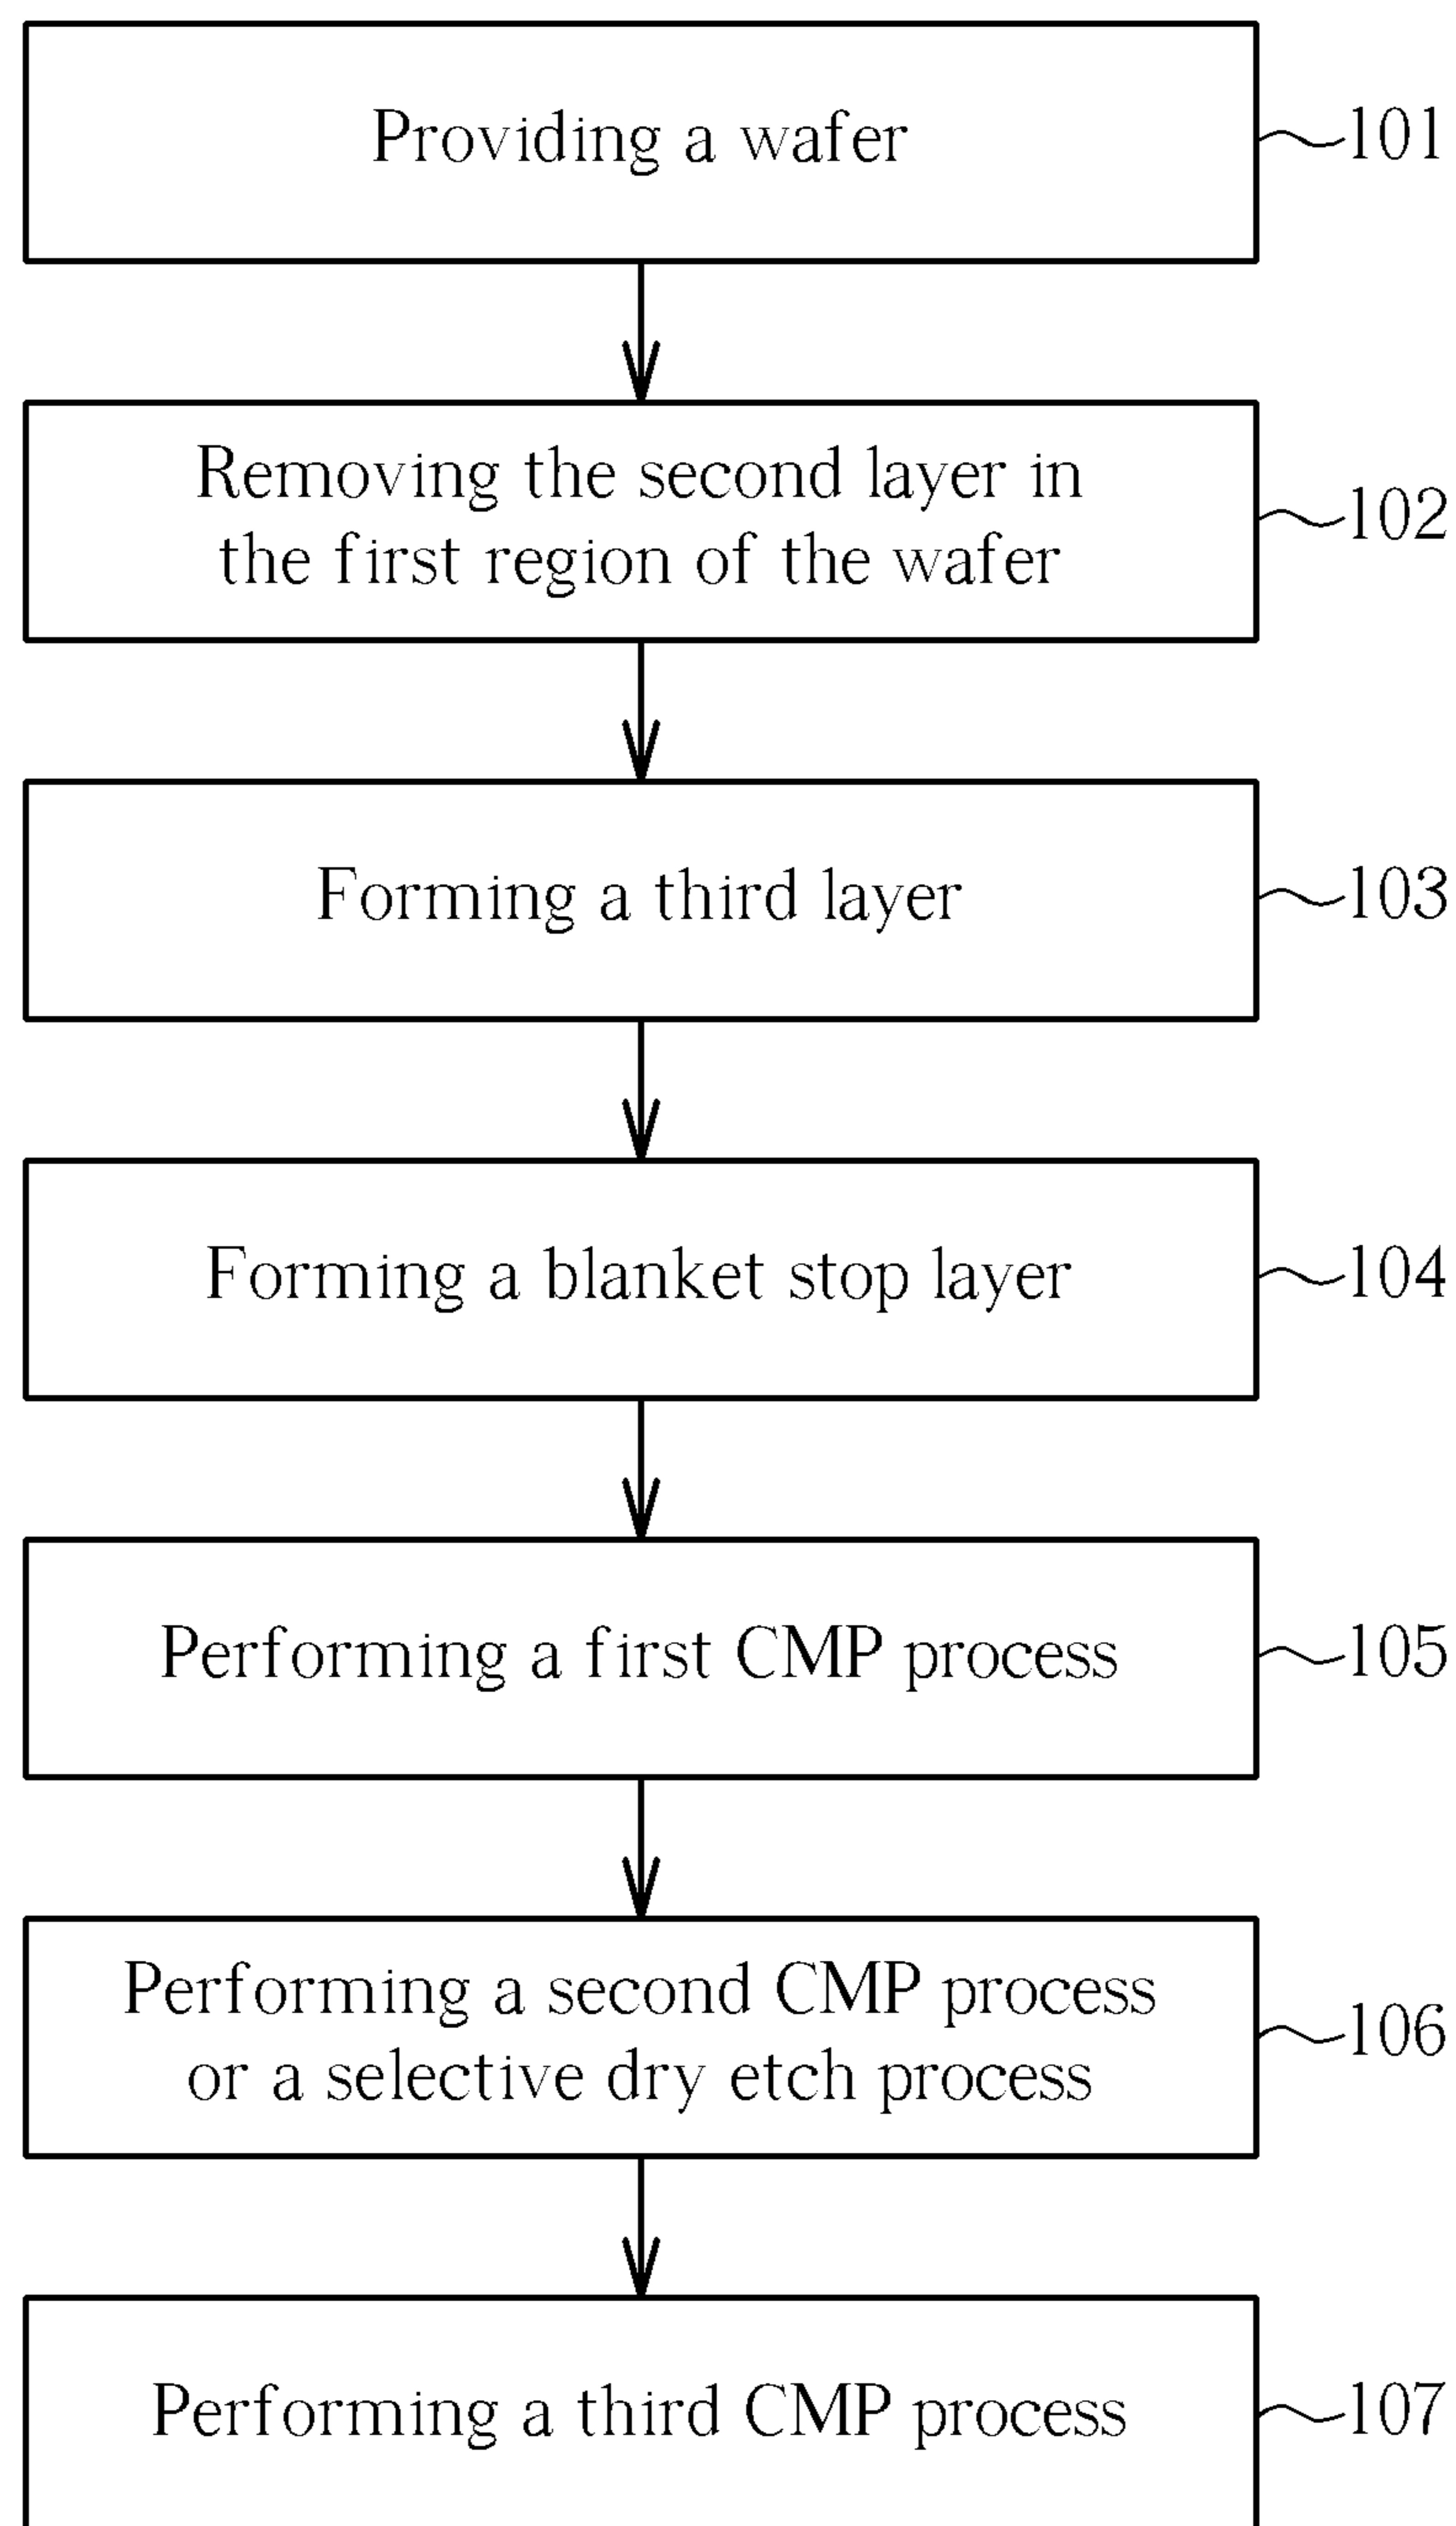 Providing a wafer
101
Removing the second layer in
the first region of the wafer
102
Forming a third layer
103
Forming a blanket stop layer
104
Performing a first CMP process
105
Performing a second CMP process
or a selective dry etch process
106
Performing a third CMP process
107